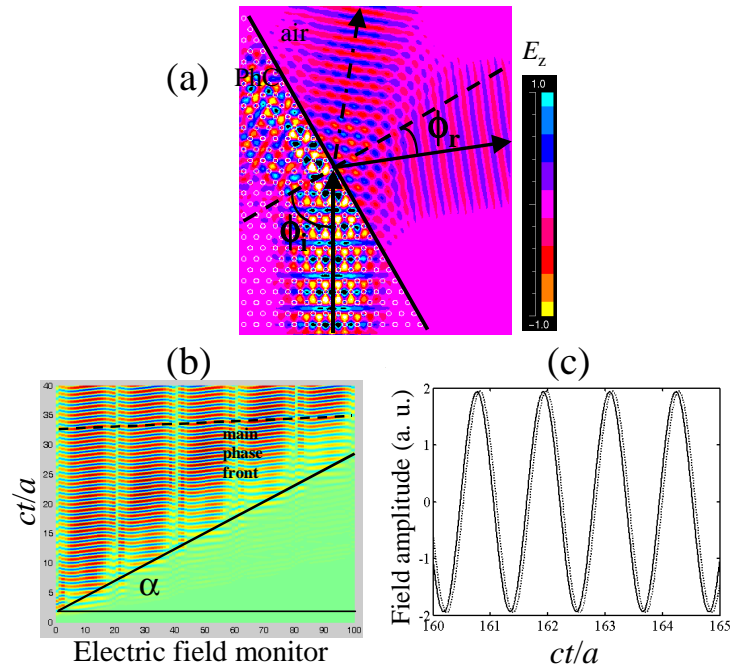 (a)
air
PhC
E_z
1.0
-1.0
ϕ_r
ϕ_i
(b)
ct/a
40
35
30
25
20
15
10
5
0
main
phase
front
α
0 10 20 30 40 50 60 70 80 90 100
Electric field monitor
(c)
Field amplitude (a. u.)
2
1
0
-1
-2
160 161 162 163 164 165
ct/a